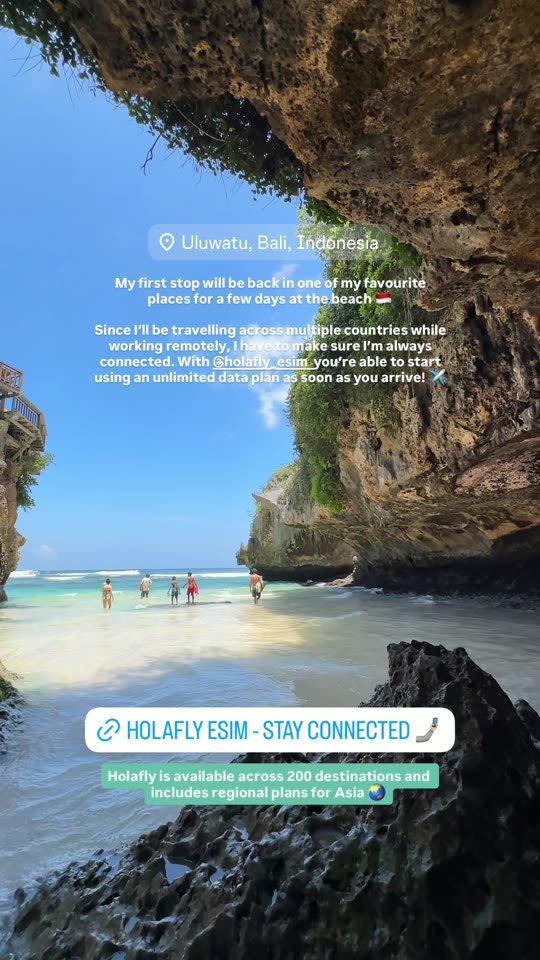 Uluwatu, Bali, Indonesia
My first stop will be back in one of my favourite
places for a few days at the beach 🇮🇩
Since I'll be travelling across multiple countries while
working remotely, I have to make sure I'm always
connected. With @holafly_esim you're able to start
using an unlimited data plan as soon as you arrive! ✈️
HOLAFLY ESIM - STAY CONNECTED 🤳
Holafly is available across 200 destinations and
includes regional plans for Asia 🌏